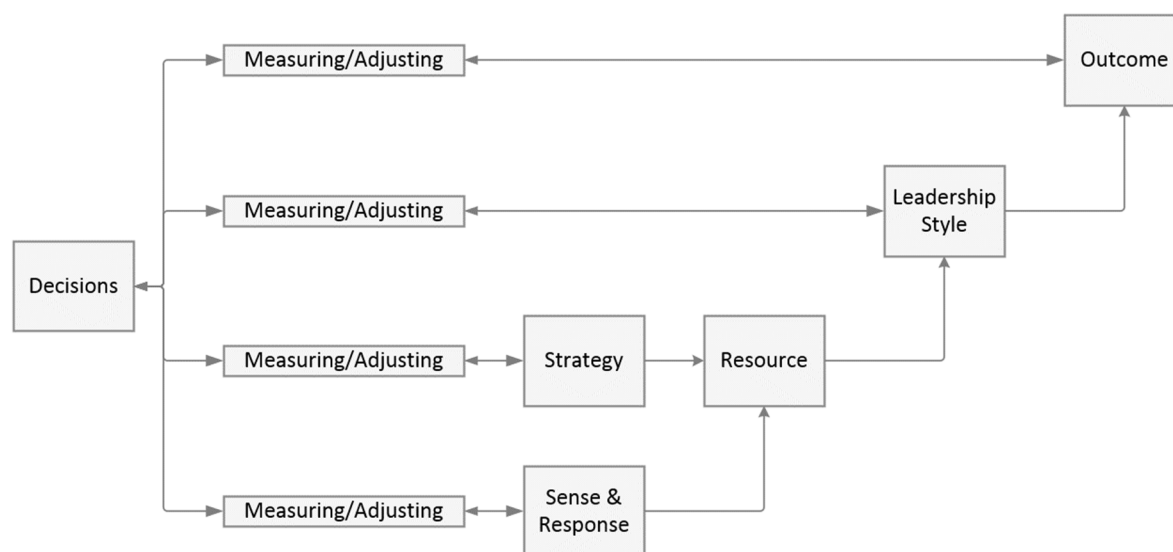 Measuring/Adjusting
Outcome
Measuring/Adjusting
Leadership
Style
Decisions
Measuring/Adjusting
Strategy
Resource
Measuring/Adjusting
Sense &
Response